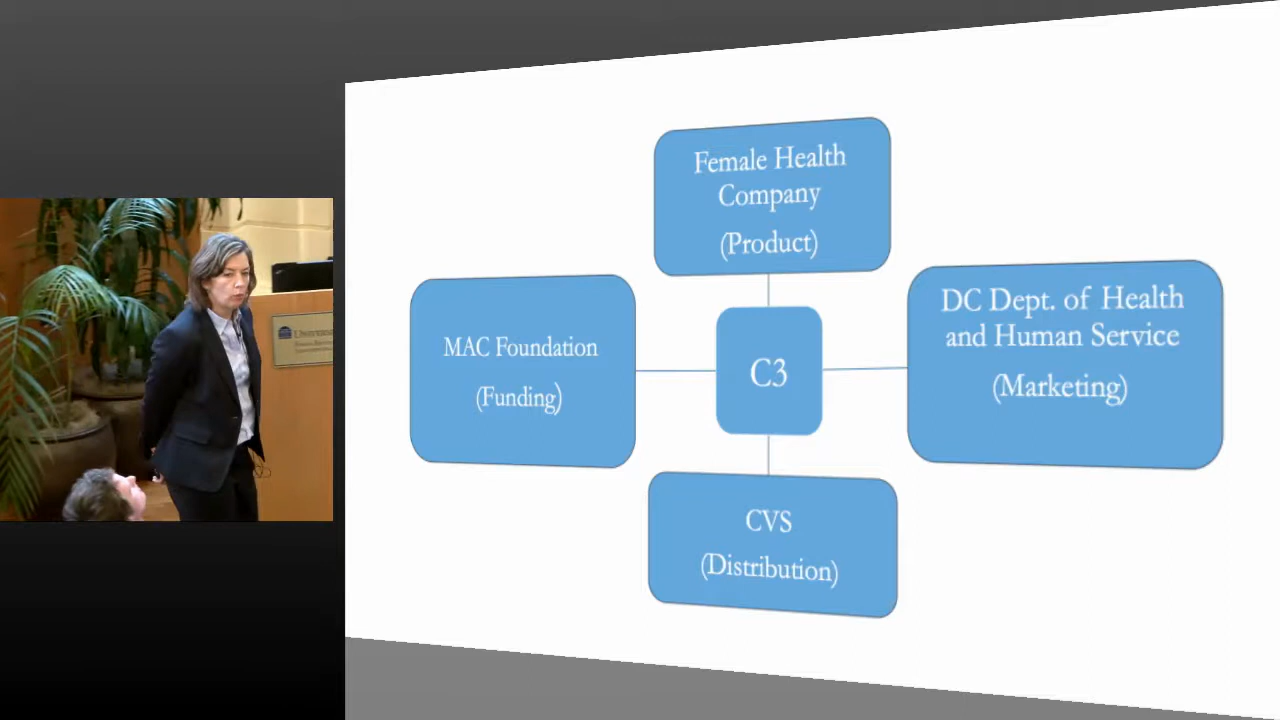 Female Health
Company
(Product)
MAC Foundation
(Funding)
C3
DC Dept. of Health
and Human Service
(Marketing)
CVS
(Distribution)